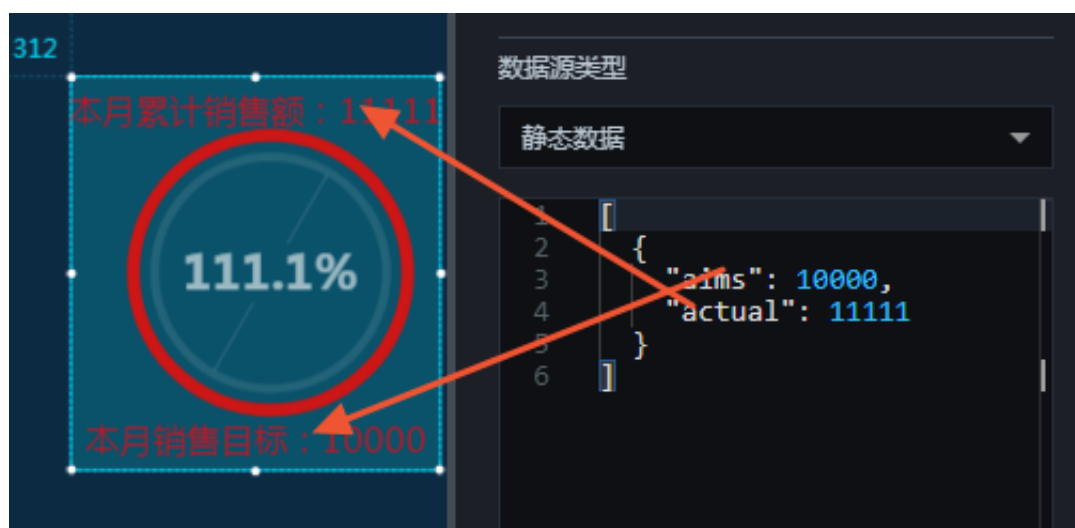 312
本月累计销售额：11111
111.1%
本月销售目标：10000
数据源类型
静态数据
1 [
2 {
3 "aims": 10000,
4 "actual": 11111
5 }
6 ]